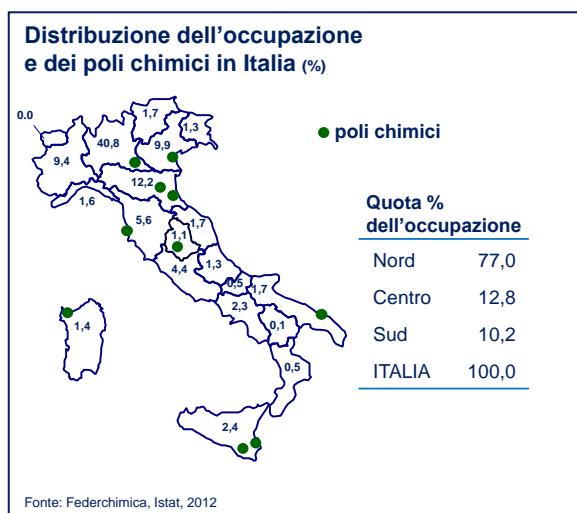 Distribuzione dell'occupazione
e dei poli chimici in Italia (%)
0.0
1,7
1,3
40,8
9,9
9,4
12,2
1,6
5,6
1,7
1,1
4,4
1,3
0,5
1,7
2,3
0,1
1,4
0,5
2,4
poli chimici
Quota %
dell'occupazione
Nord 77,0
Centro 12,8
Sud 10,2
ITALIA 100,0
Fonte: Federchimica, Istat, 2012